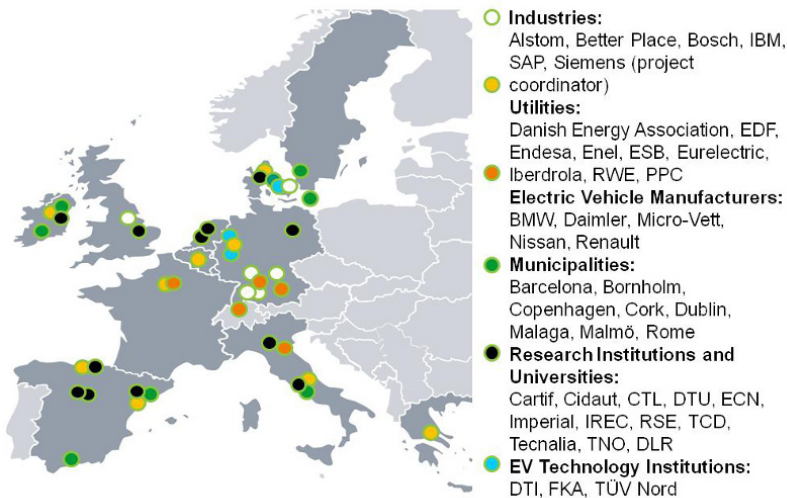 Industries:
Alstom, Better Place, Bosch, IBM,
SAP, Siemens (project
coordinator)
Utilities:
Danish Energy Association, EDF,
Endesa, Enel, ESB, Eurelectric,
Iberdrola, RWE, PPC
Electric Vehicle Manufacturers:
BMW, Daimler, Micro-Vett,
Nissan, Renault
Municipalities:
Barcelona, Bornholm,
Copenhagen, Cork, Dublin,
Malaga, Malmö, Rome
Research Institutions and
Universities:
Cartif, Cidaut, CTL, DTU, ECN,
Imperial, IREC, RSE, TCD,
Tecnalia, TNO, DLR
EV Technology Institutions:
DTI, FKA, TÜV Nord